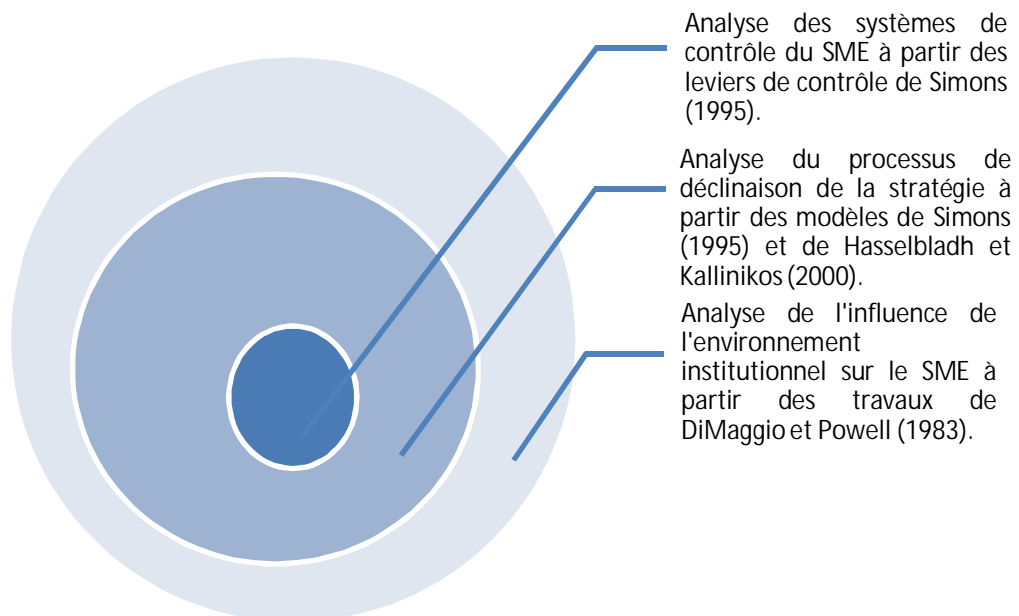 Analyse des systèmes de
contrôle du SME à partir des
leviers de contrôle de Simons
(1995).
Analyse du processus de
déclinaison de la stratégie à
partir des modèles de Simons
(1995) et de Hasselbladh et
Kallinikos (2000).
Analyse de l'influence de
l'environnement
institutionnel sur le SME à
partir des travaux de
DiMaggio et Powell (1983).